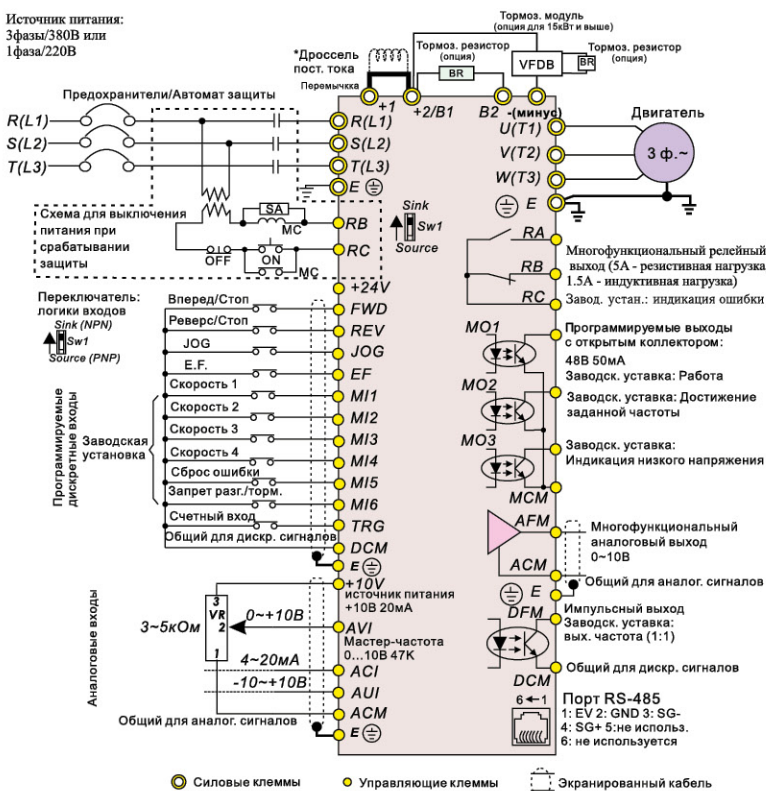 Источник питания:
3фазы/380В или
1фаза/220В
Тормоз. модуль
(опция для 15кВт и выше)
*Дроссель
пост. тока
Перемычка
Тормоз. резистор
(опция)
BR
VFDB
BR
Тормоз. резистор
(опция)
Предохранители/Автомат защиты
+1
+2/B1
B2
-(минус)
Двигатель
R(L1)
S(L2)
T(L3)
R(L1)
S(L2)
T(L3)
E
U(T1)
V(T2)
W(T3)
E
3 ф.~
Схема для выключения
питания при
срабатывании
защиты
SA
MC
OFF
ON
MC
RB
RC
Sink
Sw1
Source
RA
RB
RC
Многофункциональный релейный
выход (5А - резистивная нагрузка
1.5А - индуктивная нагрузка)
Завод. устан.: индикация ошибки
Переключатель:
логики входов
Sink (NPN)
Sw1
Source (PNP)
+24V
Вперед/Стоп
FWD
Реверс/Стоп
REV
JOG
JOG
E.F.
EF
Скорость 1
MI1
Скорость 2
MI2
Скорость 3
MI3
Скорость 4
MI4
Сброс ошибки
MI5
Запрет разг./торм.
MI6
Счетный вход
TRG
Общий для дискр. сигналов
DCM
E
Программируемые
дискретные входы
Заводская
установка
MO1
MO2
MO3
MCM
Программируемые выходы
с открытым коллектором:
48В 50мА
Заводск. уставка: Работа
Заводск. уставка: Достижение
заданной частоты
Заводск. уставка:
Индикация низкого напряжения
AFM
ACM
E
Многофункциональный
аналоговый выход
0~10В
Общий для аналог. сигналов
DFM
DCM
Импульсный выход
Заводск. уставка:
вых. частота (1:1)
Общий для дискр. сигналов
Аналоговые входы
+10V
источник питания
+10В 20мА
3~5кОм
3
VR
2
1
0~+10В
AVI
Мастер-частота
0...10В 47К
4~20мА
ACI
-10~+10В
AUI
ACM
Общий для аналог. сигналов
E
6←1
Порт RS-485
1: EV 2: GND 3: SG-
4: SG+ 5:не использ.
6: не используется
Силовые клеммы
Управляющие клеммы
Экранированный кабель